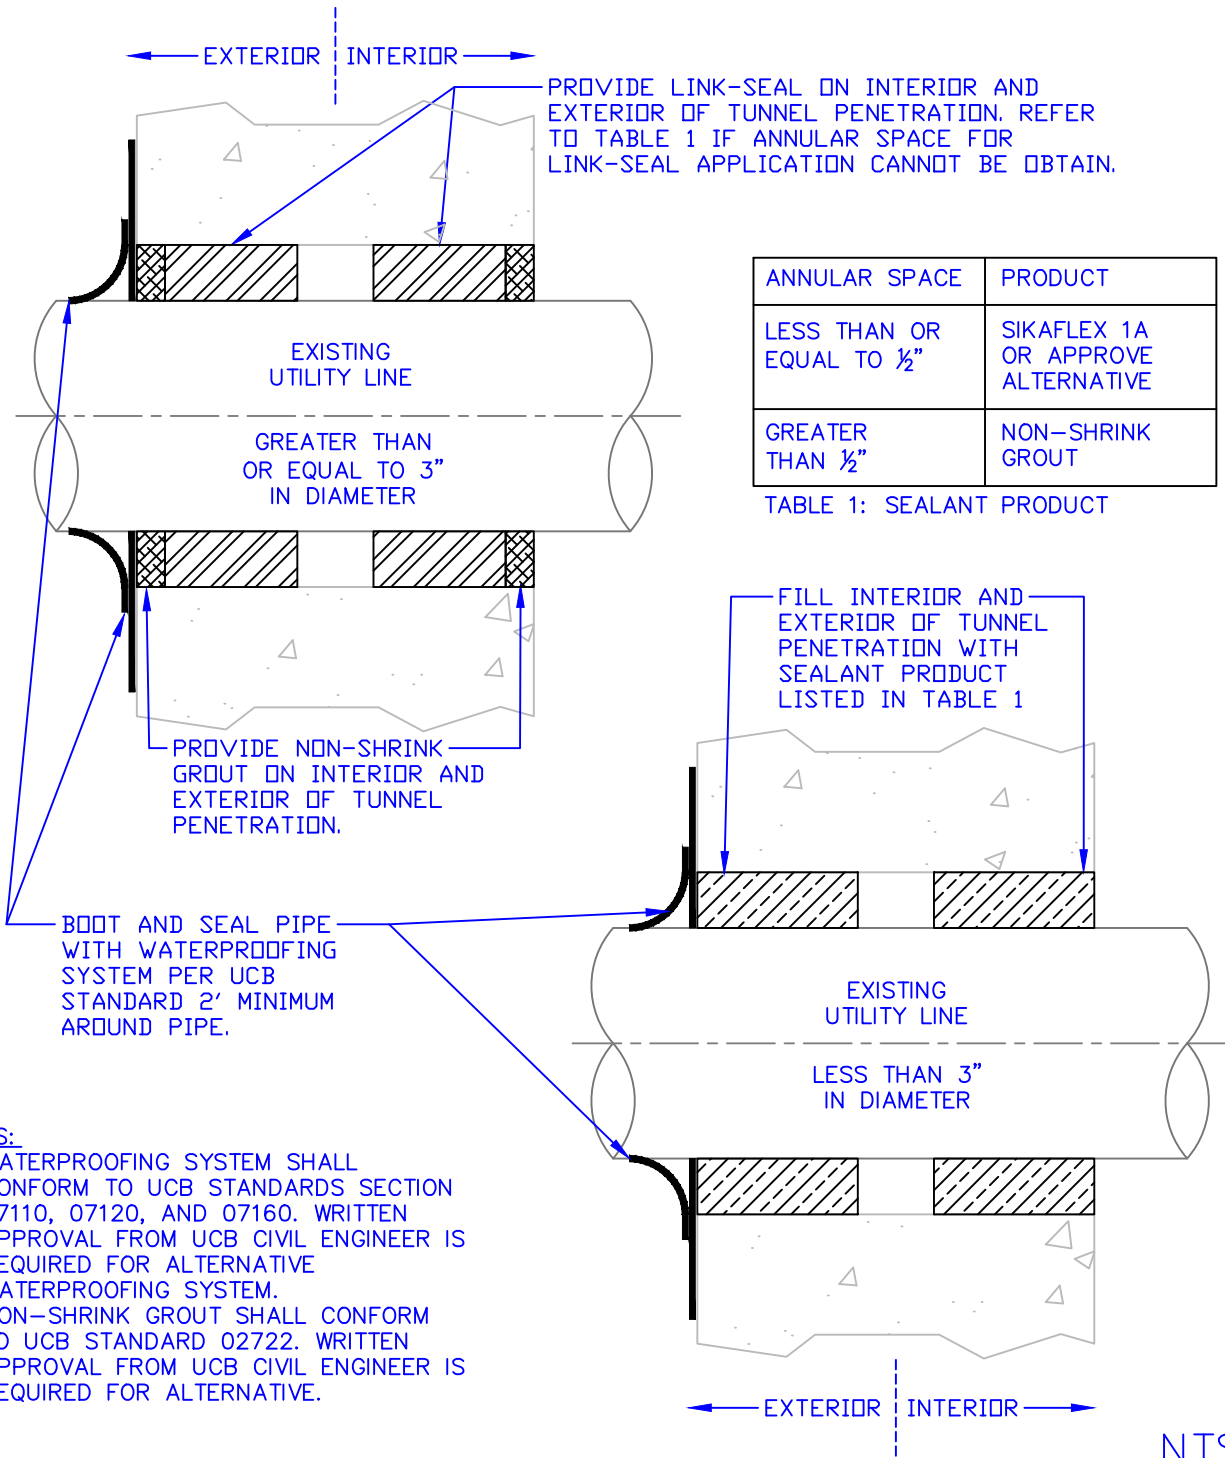 EXTERIOR INTERIOR
PROVIDE LINK-SEAL ON INTERIOR AND
EXTERIOR OF TUNNEL PENETRATION. REFER
TO TABLE 1 IF ANNULAR SPACE FOR
LINK-SEAL APPLICATION CANNOT BE OBTAIN.
ANNULAR SPACE PRODUCT
LESS THAN OR
EQUAL TO ½"
SIKAFLEX 1A
OR APPROVE
ALTERNATIVE
GREATER
THAN ½"
NON-SHRINK
GROUT
TABLE 1: SEALANT PRODUCT
EXISTING
UTILITY LINE
GREATER THAN
OR EQUAL TO 3"
IN DIAMETER
FILL INTERIOR AND
EXTERIOR OF TUNNEL
PENETRATION WITH
SEALANT PRODUCT
LISTED IN TABLE 1
PROVIDE NON-SHRINK
GROUT ON INTERIOR AND
EXTERIOR OF TUNNEL
PENETRATION.
BOOT AND SEAL PIPE
WITH WATERPROOFING
SYSTEM PER UCB
STANDARD 2' MINIMUM
AROUND PIPE.
EXISTING
UTILITY LINE
LESS THAN 3"
IN DIAMETER
S:
ATERPROOFING SYSTEM SHALL
ONFORM TO UCB STANDARDS SECTION
7110, 07120, AND 07160. WRITTEN
PPROVAL FROM UCB CIVIL ENGINEER IS
EQUIRED FOR ALTERNATIVE
ATERPROOFING SYSTEM.
ON-SHRINK GROUT SHALL CONFORM
O UCB STANDARD 02722. WRITTEN
PPROVAL FROM UCB CIVIL ENGINEER IS
EQUIRED FOR ALTERNATIVE.
EXTERIOR INTERIOR
NTS